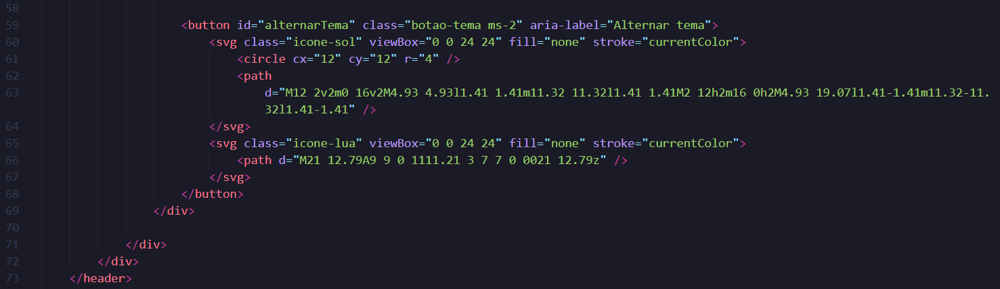 58
59 <button id="alternarTema" class="botao-tema ms-2" aria-label="Alternar tema">
60 <svg class="icone-sol" viewBox="0 0 24 24" fill="none" stroke="currentColor">
61 <circle cx="12" cy="12" r="4" />
62 <path
63 d="M12 2v2m0 16v2M4.93 4.93l1.41 1.41m11.32 11.32l1.41 1.41M2 12h2m16 0h2M4.93 19.07l1.41-1.41m11.32-11.
32l1.41-1.41" />
64 </svg>
65 <svg class="icone-lua" viewBox="0 0 24 24" fill="none" stroke="currentColor">
66 <path d="M21 12.79A9 9 0 1111.21 3 7 7 0 0021 12.79z" />
67 </svg>
68 </button>
69 </div>
70
71 </div>
72 </div>
73 </header>